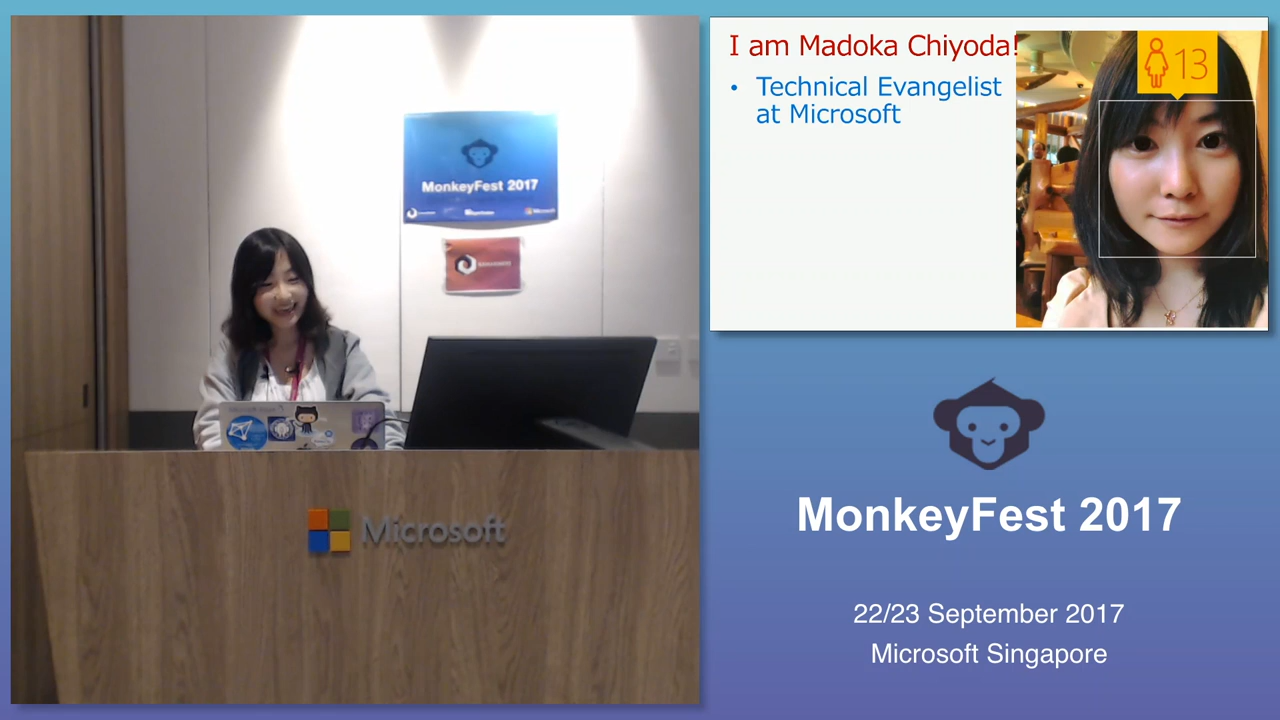 MonkeyFest 2017
Microsoft
I am Madoka Chiyoda!
• Technical Evangelist
at Microsoft
13
MonkeyFest 2017
22/23 September 2017
Microsoft Singapore